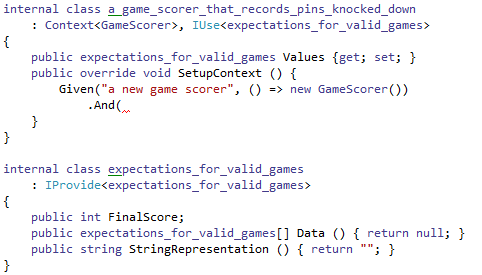 internal class a_game_scorer_that_records_pins_knocked_down
    : Context<GameScorer>, IUse<expectations_for_valid_games>
{
    public expectations_for_valid_games Values {get; set; }
    public override void SetupContext () {
        Given("a new game scorer", () => new GameScorer())
            .And(
    }
}

internal class expectations_for_valid_games
    : IProvide<expectations_for_valid_games>
{
    public int FinalScore;
    public expectations_for_valid_games[] Data () { return null; }
    public string StringRepresentation () { return ""; }
}